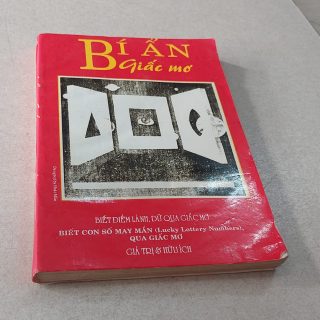 BÍ ẨN
Giấc mơ
BIẾT ĐIỀM LÀNH, DỮ QUA GIẤC MƠ
BIẾT CON SỐ MAY MẮN (Lucky Lottery Numbers),
QUA GIẤC MƠ
GIÁ TRỊ & HỮU ÍCH